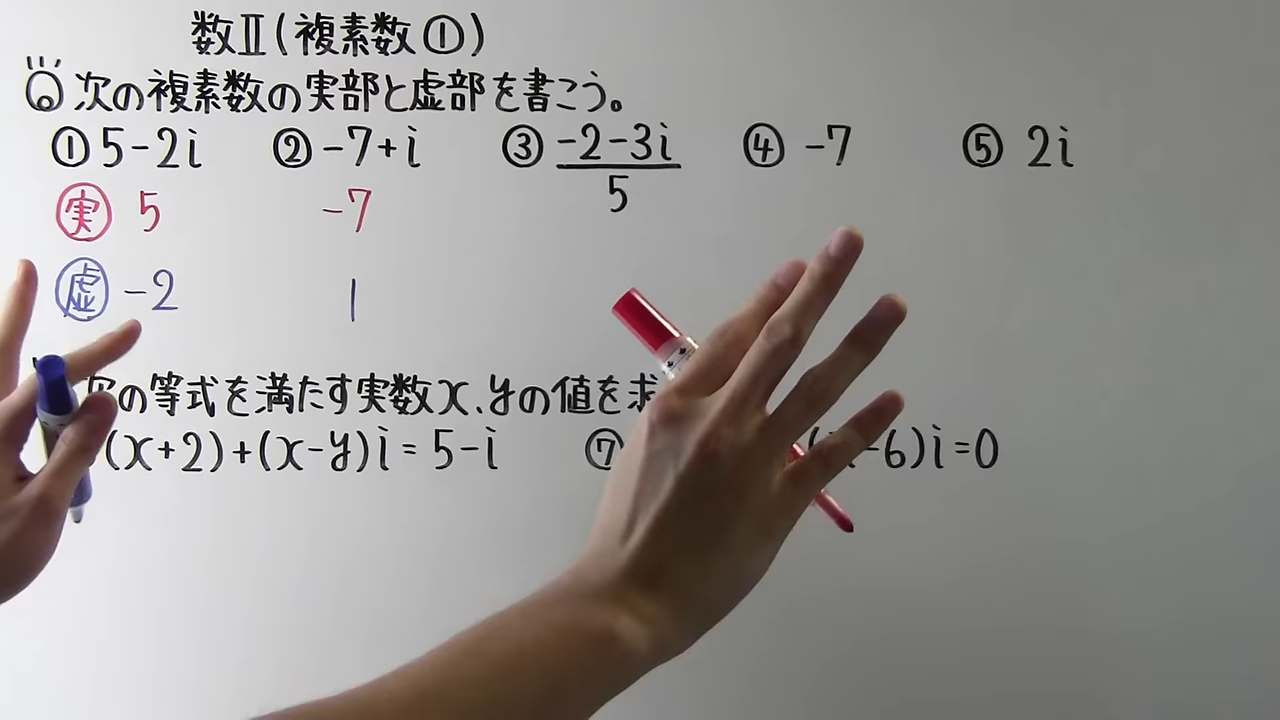 数Ⅱ(複素数①)
Q 次の複素数の実部と虚部を書こう。
① 5-2i ② -7+i ③ (-2-3i)/5 ④ -7 ⑤ 2i
実 5 -7
虚 -2 1
次の等式を満たす実数x、yの値を求
(x+2)+(x-y)i=5-i ⑦ -6)i=0